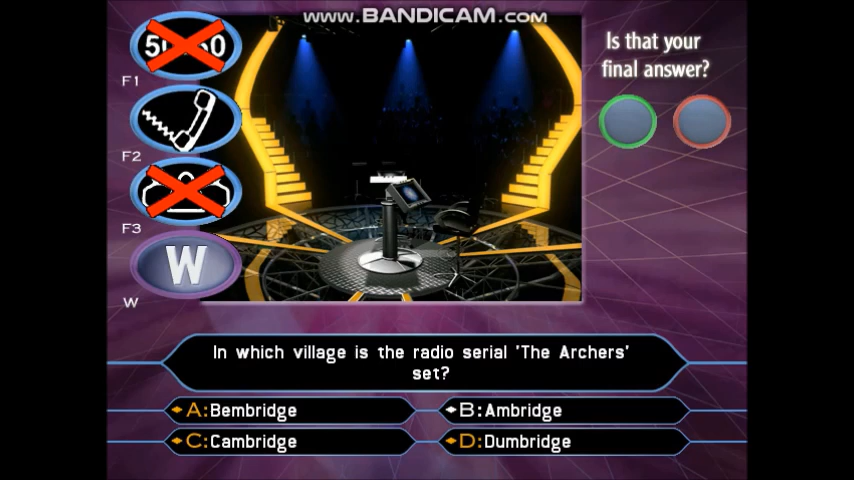 www.BANDICAM.com
Is that your
final answer?
F1
F2
F3
W
W
In which village is the radio serial 'The Archers'
set?
A:Bembridge
B:Ambridge
C:Cambridge
D:Dumbridge